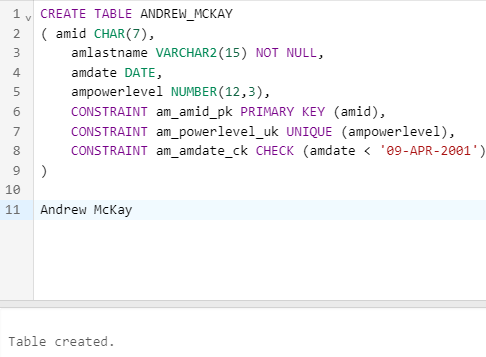 1 CREATE TABLE ANDREW_MCKAY
2 ( amid CHAR(7),
3     amlastname VARCHAR2(15) NOT NULL,
4     amdate DATE,
5     ampowerlevel NUMBER(12,3),
6     CONSTRAINT am_amid_pk PRIMARY KEY (amid),
7     CONSTRAINT am_powerlevel_uk UNIQUE (ampowerlevel),
8     CONSTRAINT am_amdate_ck CHECK (amdate < '09-APR-2001')
9 )
10
11 Andrew McKay
Table created.